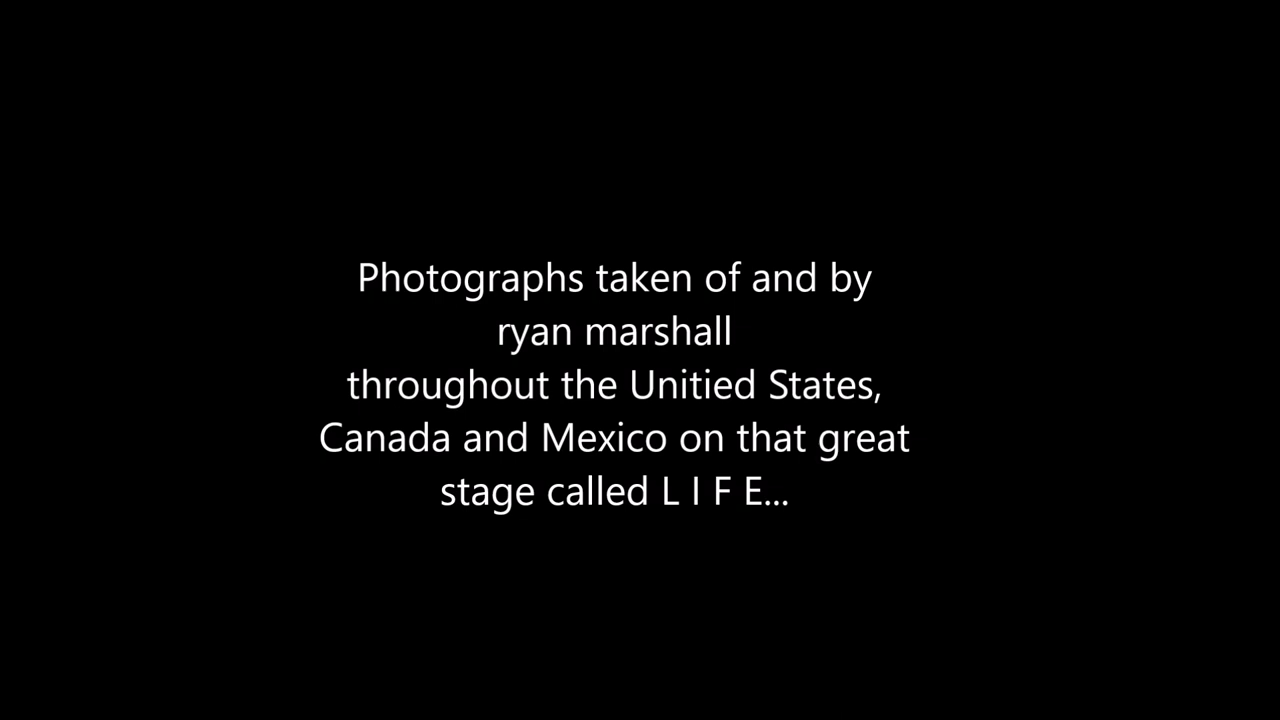 Photographs taken of and by
ryan marshall
throughout the Unitied States,
Canada and Mexico on that great
stage called L I F E...